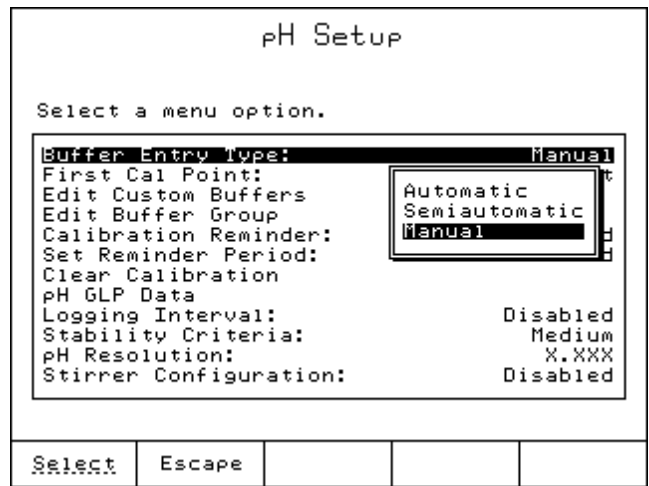 pH Setup
Select a menu option.
Buffer Entry Type: Manual
First Cal Point: t
Edit Custom Buffers
Automatic
Edit Buffer Group
Semiautomatic
Calibration Reminder: d
Manual
Set Reminder Period: d
Clear Calibration
pH GLP Data
Logging Interval: Disabled
Stability Criteria: Medium
pH Resolution: X.XXX
Stirrer Configuration: Disabled
Select Escape